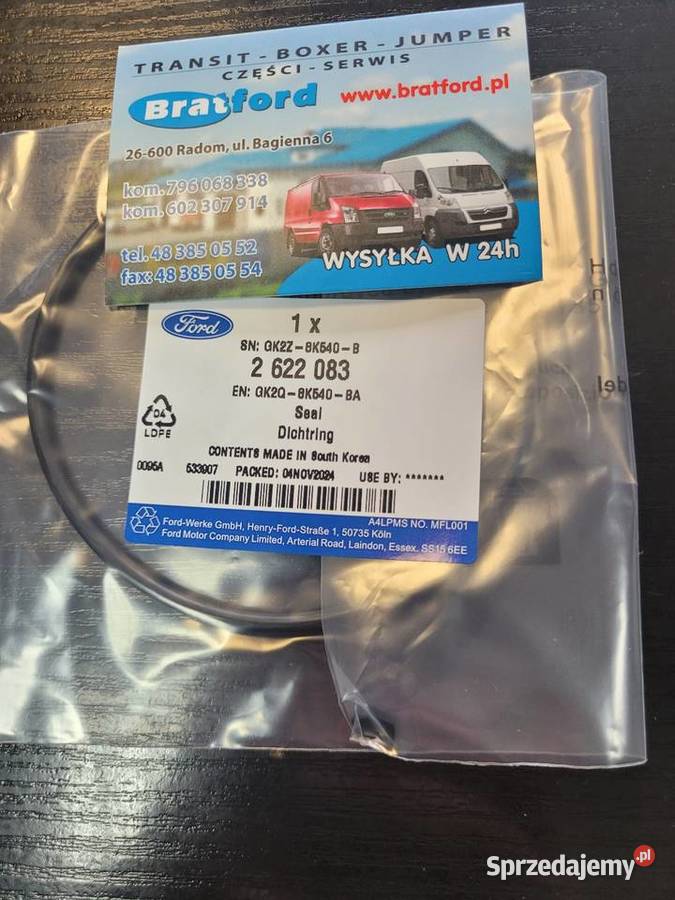 TRANSIT - BOXER - JUMPER
CZĘŚCI - SERWIS
Bratford
www.bratford.pl
26-600 Radom, ul. Bagienna 6
kom. 796 068 338
kom. 602 307 914
tel. 48 385 05 52
fax: 48 385 05 54
WYSYŁKA W 24h
Ford
1 x
SN: GK2Z-6K540-B
2 622 083
EN: GK2Q-6K540-BA
Seal
Dichtring
04
LDPE
CONTENTS MADE IN South Korea
0095A 533907 PACKED: 04NOV2024 USE BY: *******
A4LPMS NO. MFL001
Ford-Werke GmbH, Henry-Ford-Straße 1, 50735 Köln
Ford Motor Company Limited, Arterial Road, Laindon, Essex. SS15 6EE
Sprzedajemy.pl